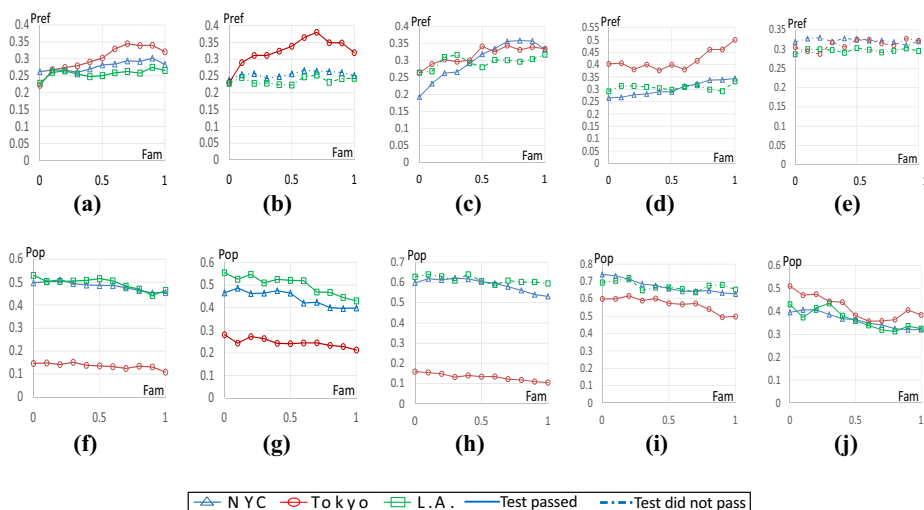 Pref Pref Pref Pref Pref
0.4 0.4 0.4 0.5 0.35
0.35 0.35 0.35 0.45 0.3
0.3 0.3 0.3 0.4 0.25
0.25 0.25 0.25 0.35 0.2
0.2 0.2 0.2 0.3 0.15
0.15 0.15 0.15 0.25 0.1
0.1 0.1 0.1 0.2 0.05
0.05 0.05 0.05 0.15 0
0 0 0 0.1
0.05
0
Fam Fam Fam Fam Fam
0 0.5 1 0 0.5 1 0 0.5 1 0 0.5 1 0 0.5 1
(a) (b) (c) (d) (e)
Pop Pop Pop Pop Pop
0.6 0.6 0.7 0.8 0.6
0.5 0.5 0.6 0.7 0.5
0.4 0.4 0.5 0.6 0.4
0.3 0.3 0.4 0.5 0.3
0.2 0.2 0.3 0.4 0.2
0.1 0.1 0.2 0.3 0.1
0 0 0.1 0.2 0
0 0.1
0
Fam Fam Fam Fam Fam
0 0.5 1 0 0.5 1 0 0.5 1 0 0.5 1 0 0.5 1
(f) (g) (h) (i) (j)
NYC Tokyo L.A. Test passed Test did not pass